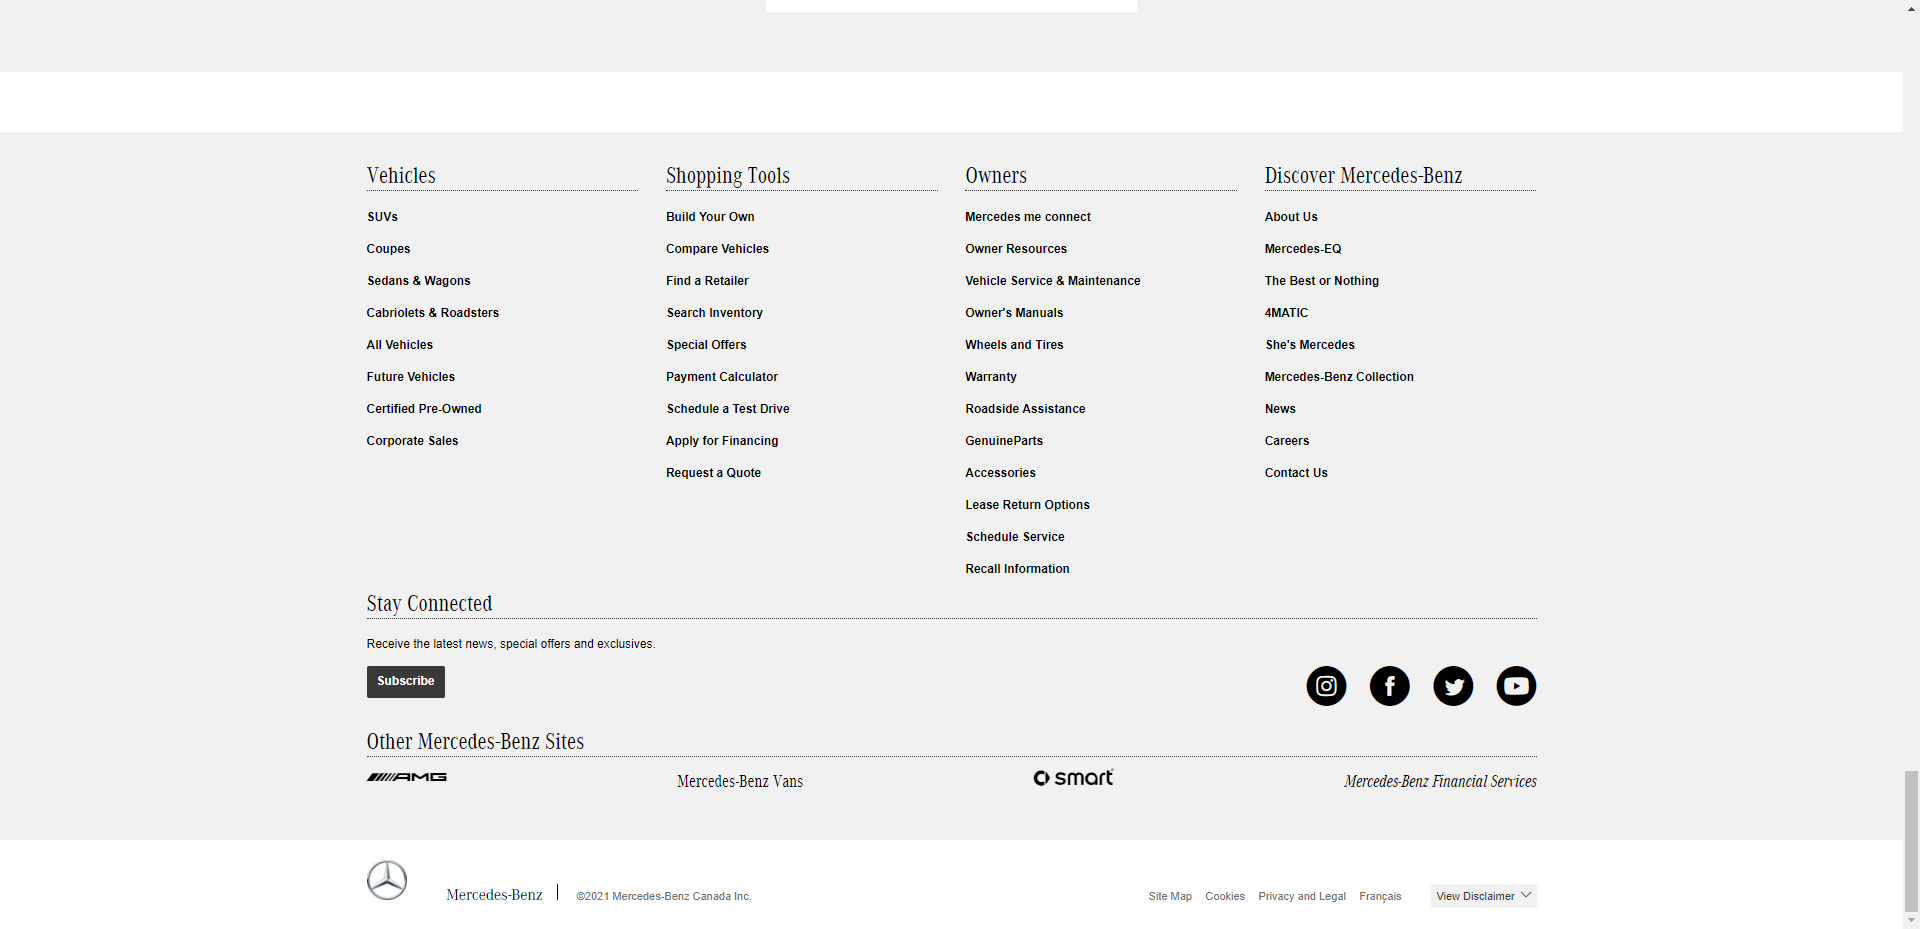 Vehicles
SUVs
Coupes
Sedans & Wagons
Cabriolets & Roadsters
All Vehicles
Future Vehicles
Certified Pre-Owned
Corporate Sales
Shopping Tools
Build Your Own
Compare Vehicles
Find a Retailer
Search Inventory
Special Offers
Payment Calculator
Schedule a Test Drive
Apply for Financing
Request a Quote
Owners
Mercedes me connect
Owner Resources
Vehicle Service & Maintenance
Owner's Manuals
Wheels and Tires
Warranty
Roadside Assistance
GenuineParts
Accessories
Lease Return Options
Schedule Service
Recall Information
Discover Mercedes-Benz
About Us
Mercedes-EQ
The Best or Nothing
4MATIC
She's Mercedes
Mercedes-Benz Collection
News
Careers
Contact Us
Stay Connected
Receive the latest news, special offers and exclusives.
Subscribe
Other Mercedes-Benz Sites
AMG
Mercedes-Benz Vans
smart
Mercedes-Benz Financial Services
Mercedes-Benz
©2021 Mercedes-Benz Canada Inc.
Site Map
Cookies
Privacy and Legal
Français
View Disclaimer